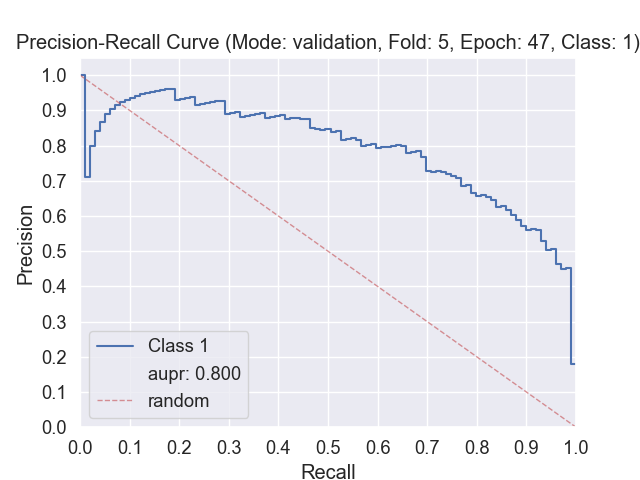 Precision-Recall Curve (Mode: validation, Fold: 5, Epoch: 47, Class: 1)
1.0
0.9
0.8
0.7
0.6
0.5
0.4
0.3
0.2
0.1
0.0
Precision
Class 1
aupr: 0.800
random
0.0 0.1 0.2 0.3 0.4 0.5 0.6 0.7 0.8 0.9 1.0
Recall